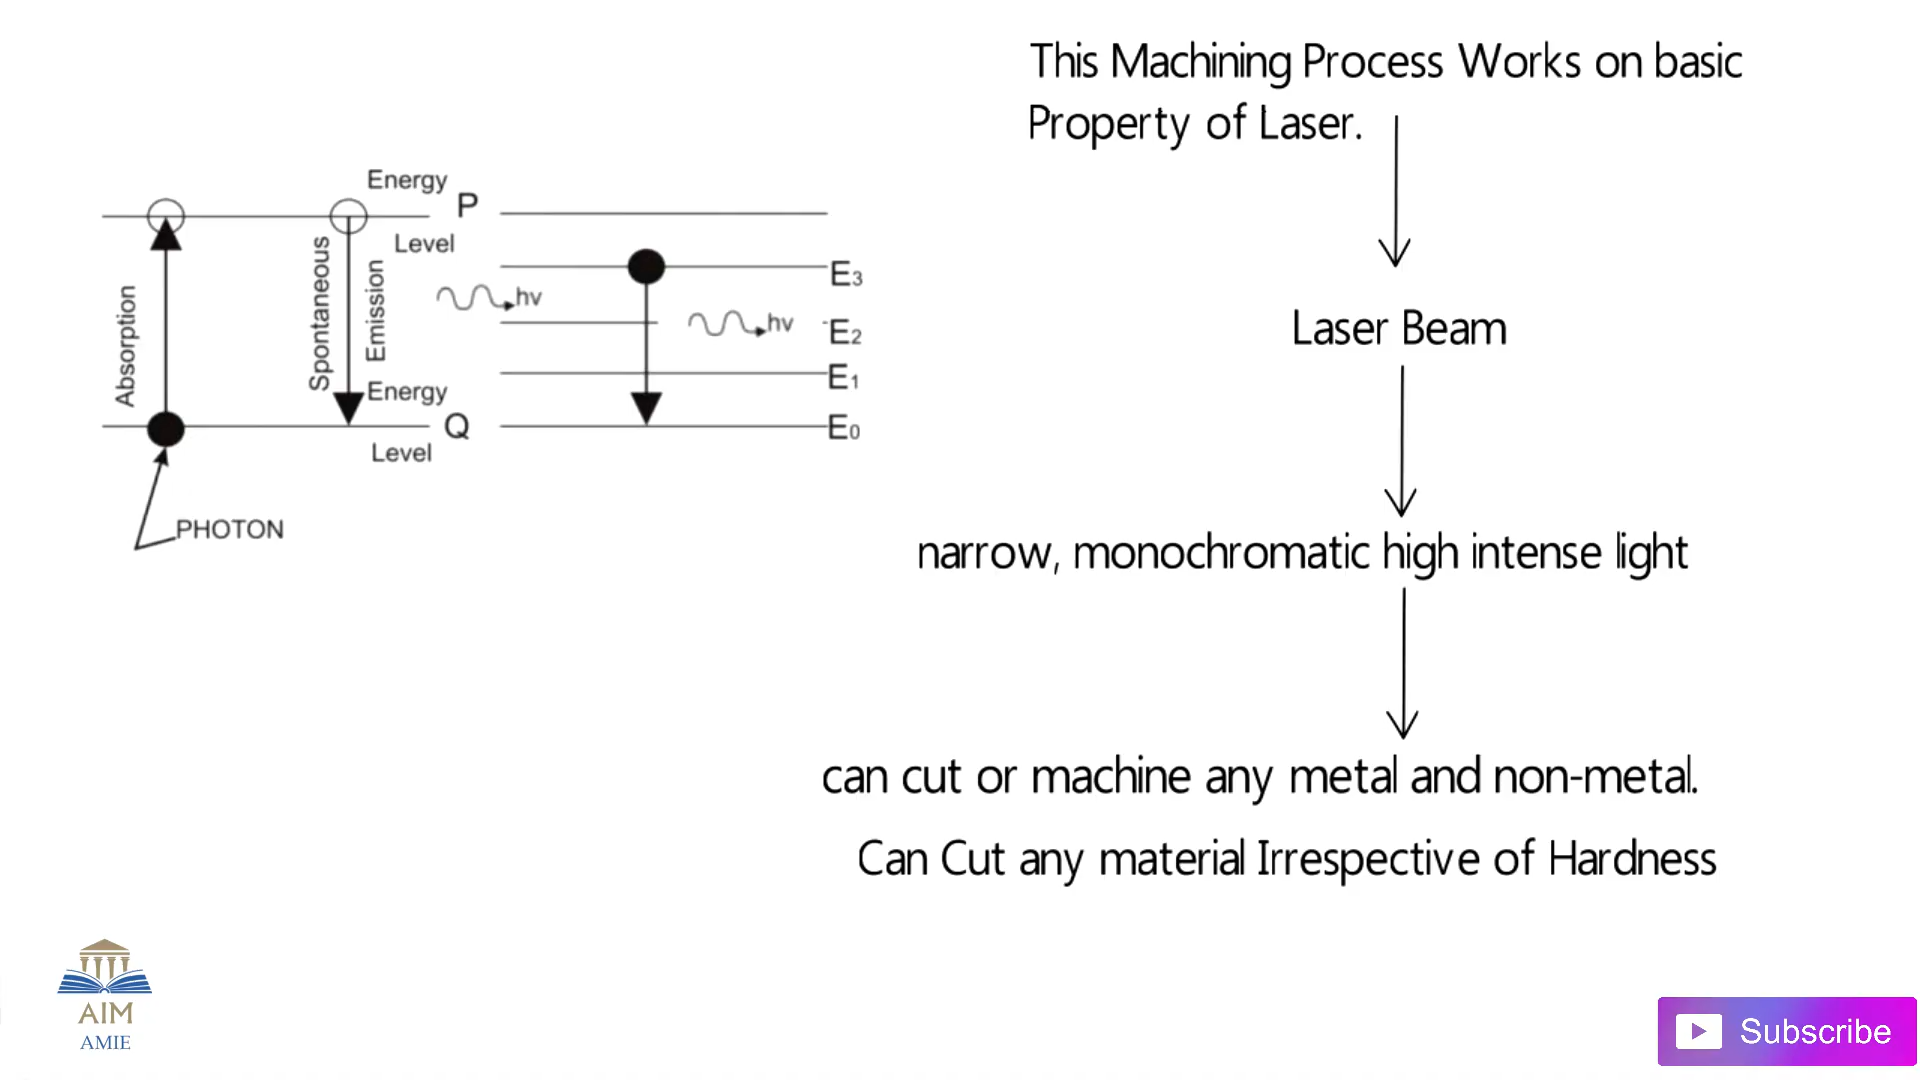 This Machining Process Works on basic
Property of Laser.
Energy
P
Level
Absorption
Spontaneous
Emission
hν
E3
hν
E2
E1
Energy
Q
Level
E0
PHOTON
Laser Beam
narrow, monochromatic high intense light
can cut or machine any metal and non-metal.
Can Cut any material Irrespective of Hardness
AIM
AMIE
Subscribe